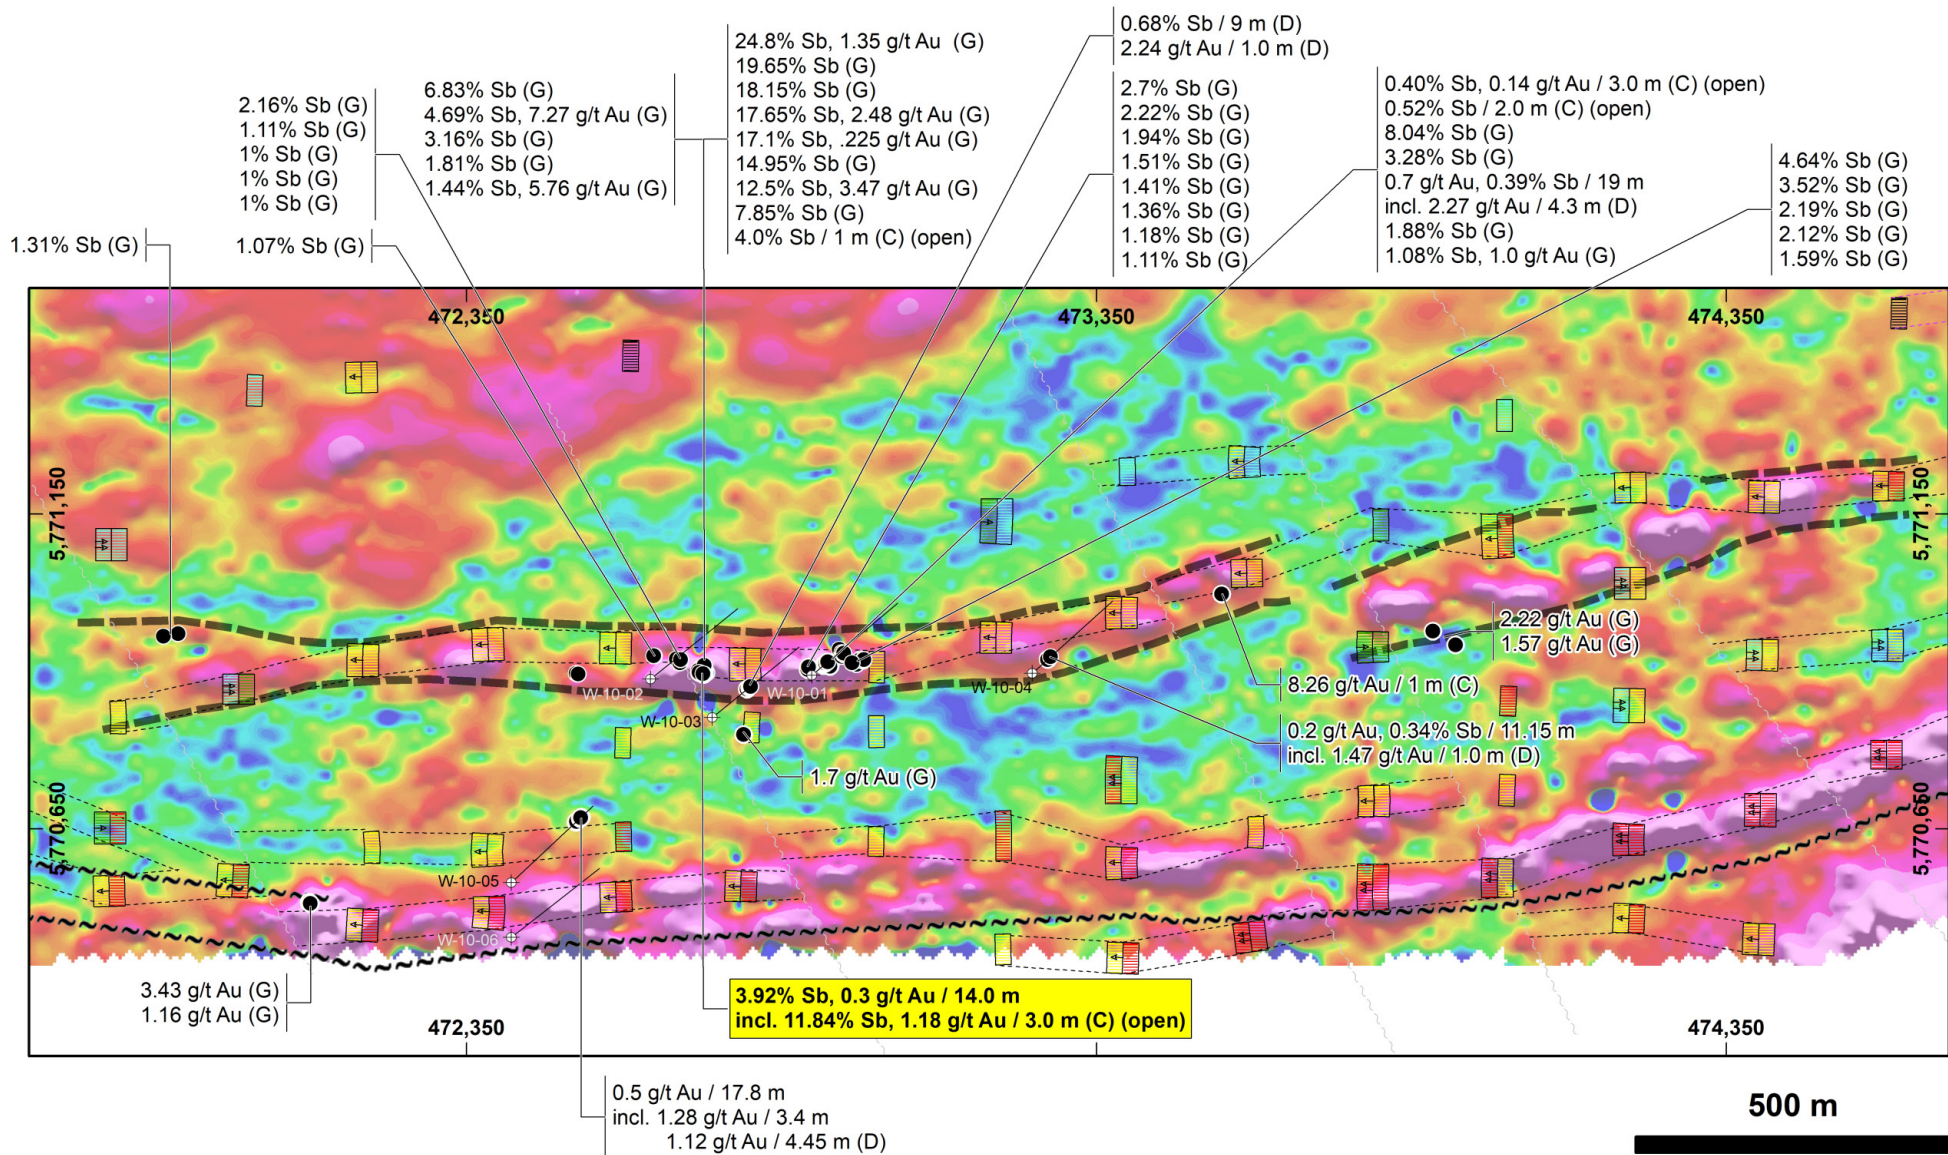 0.68% Sb / 9 m (D)
2.24 g/t Au / 1.0 m (D)
24.8% Sb, 1.35 g/t Au (G)
19.65% Sb (G)
18.15% Sb (G)
17.65% Sb, 2.48 g/t Au (G)
17.1% Sb, .225 g/t Au (G)
14.95% Sb (G)
12.5% Sb, 3.47 g/t Au (G)
7.85% Sb (G)
4.0% Sb / 1 m (C) (open)
6.83% Sb (G)
4.69% Sb, 7.27 g/t Au (G)
3.16% Sb (G)
1.81% Sb (G)
1.44% Sb, 5.76 g/t Au (G)
2.16% Sb (G)
1.11% Sb (G)
1% Sb (G)
1% Sb (G)
1% Sb (G)
1.07% Sb (G)
1.31% Sb (G)
2.7% Sb (G)
2.22% Sb (G)
1.94% Sb (G)
1.51% Sb (G)
1.41% Sb (G)
1.36% Sb (G)
1.18% Sb (G)
1.11% Sb (G)
0.40% Sb, 0.14 g/t Au / 3.0 m (C) (open)
0.52% Sb / 2.0 m (C) (open)
8.04% Sb (G)
3.28% Sb (G)
0.7 g/t Au, 0.39% Sb / 19 m
incl. 2.27 g/t Au / 4.3 m (D)
1.88% Sb (G)
1.08% Sb, 1.0 g/t Au (G)
4.64% Sb (G)
3.52% Sb (G)
2.19% Sb (G)
2.12% Sb (G)
1.59% Sb (G)
472,350
473,350
474,350
5,771,150
5,771,150
2.22 g/t Au (G)
1.57 g/t Au (G)
W-10-02
W-10-01
W-10-04
W-10-03
8.26 g/t Au / 1 m (C)
0.2 g/t Au, 0.34% Sb / 11.15 m
incl. 1.47 g/t Au / 1.0 m (D)
1.7 g/t Au (G)
5,770,650
5,770,650
W-10-05
W-10-06
3.43 g/t Au (G)
1.16 g/t Au (G)
3.92% Sb, 0.3 g/t Au / 14.0 m
incl. 11.84% Sb, 1.18 g/t Au / 3.0 m (C) (open)
472,350
474,350
0.5 g/t Au / 17.8 m
incl. 1.28 g/t Au / 3.4 m
1.12 g/t Au / 4.45 m (D)
500 m